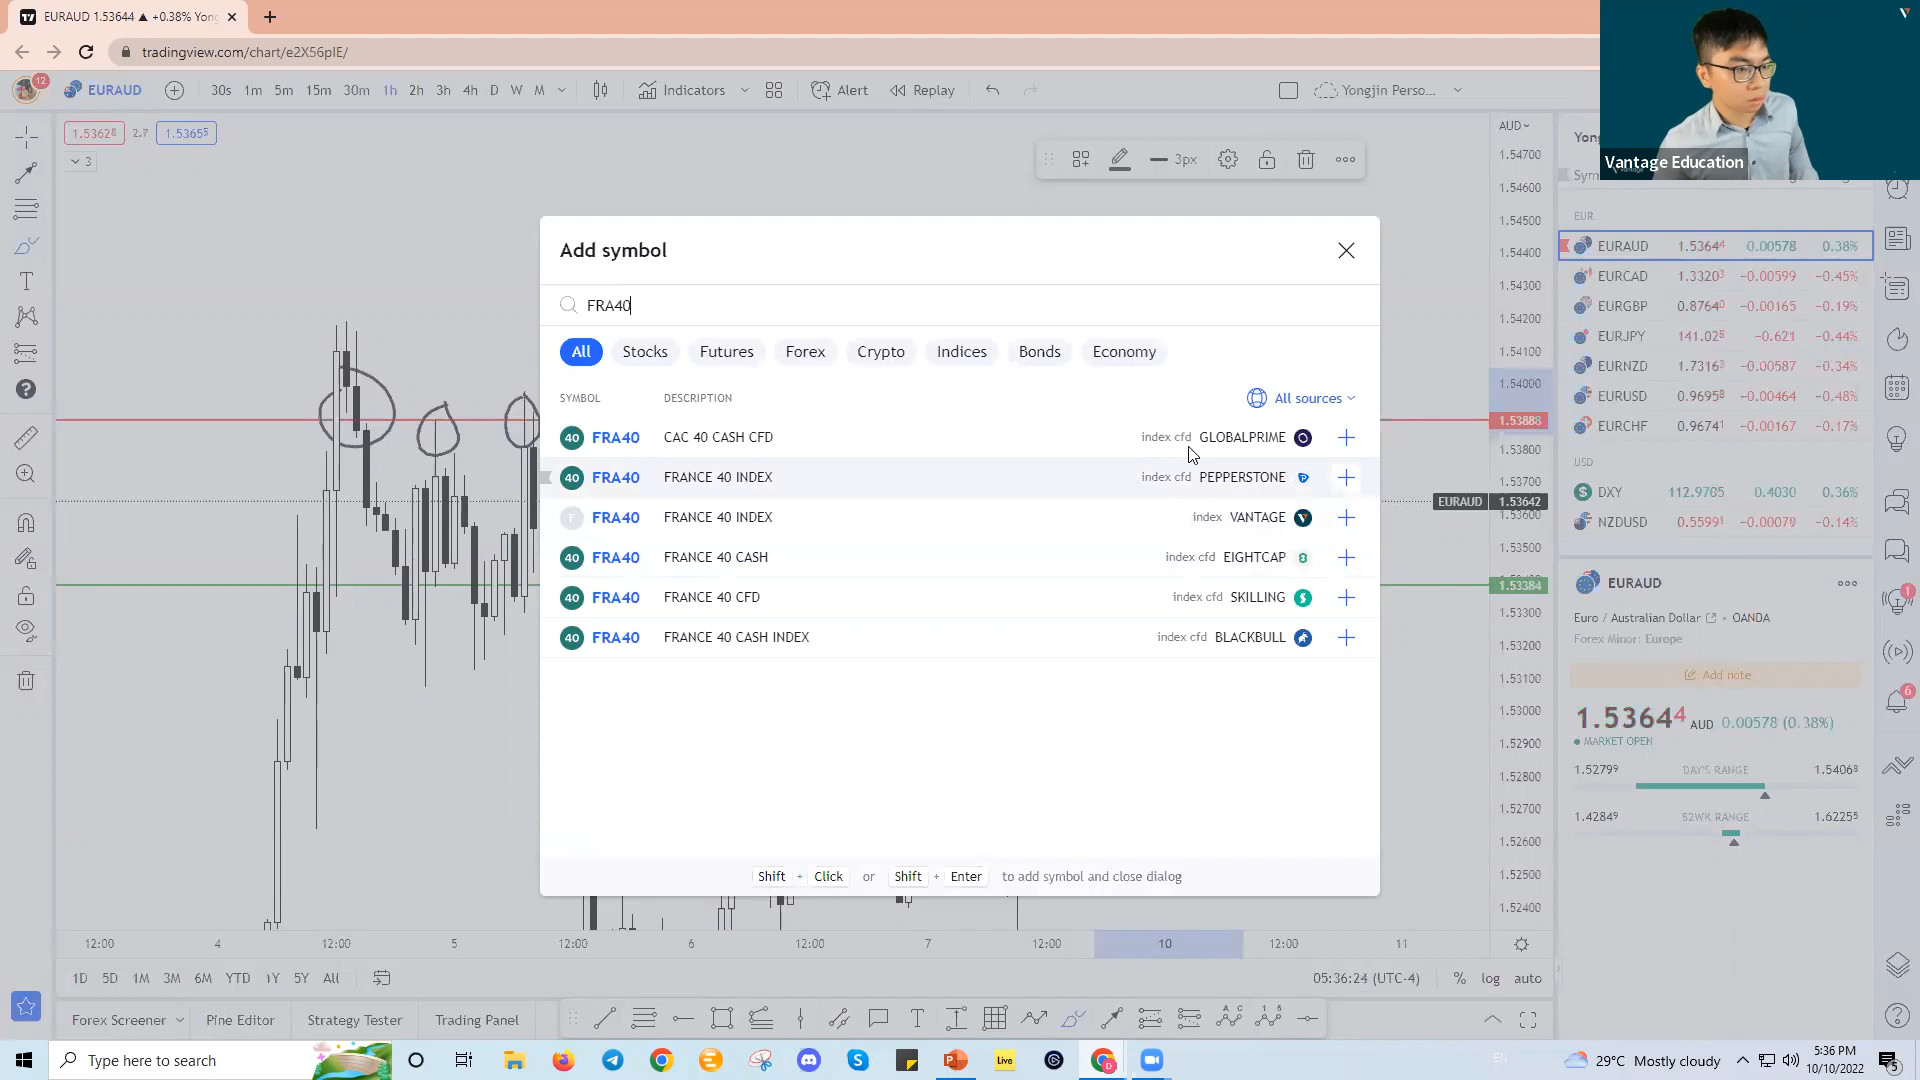 EURAUD 1.53644 ▲ +0.38% Yong
tradingview.com/chart/e2X56pIE/
12
EURAUD
30s 1m 5m 15m 30m 1h 2h 3h 4h D W M
Indicators
Alert
Replay
Yongjin Perso...
1.53628 2.7 1.53655
3
3px
Vantage Education
Add symbol
FRA40
All Stocks Futures Forex Crypto Indices Bonds Economy
SYMBOL DESCRIPTION All sources
40 FRA40 CAC 40 CASH CFD index cfd GLOBALPRIME
40 FRA40 FRANCE 40 INDEX index cfd PEPPERSTONE
F FRA40 FRANCE 40 INDEX index VANTAGE
40 FRA40 FRANCE 40 CASH index cfd EIGHTCAP
40 FRA40 FRANCE 40 CFD index cfd SKILLING
40 FRA40 FRANCE 40 CASH INDEX index cfd BLACKBULL
Shift + Click or Shift + Enter to add symbol and close dialog
AUD
1.54700
1.54600
1.54500
1.54400
1.54300
1.54200
1.54100
1.54000
1.53888
1.53800
1.53700
EURAUD 1.53642
1.53600
1.53500
1.53384
1.53300
1.53200
1.53100
1.53000
1.52900
1.52800
1.52700
1.52600
1.52500
1.52400
EUR
EURAUD 1.53644 0.00578 0.38%
EURCAD 1.33203 −0.00599 −0.45%
EURGBP 0.87640 −0.00165 −0.19%
EURJPY 141.028 −0.621 −0.44%
EURNZD 1.73163 −0.00587 −0.34%
EURUSD 0.96958 −0.00464 −0.48%
EURCHF 0.96741 −0.00167 −0.17%
USD
DXY 112.9705 0.4030 0.36%
NZDUSD 0.55991 −0.00079 −0.14%
EURAUD
Euro / Australian Dollar • OANDA
Forex Minor: Europe
Add note
1.53644 AUD 0.00578 (0.38%)
MARKET OPEN
1.52799 DAY'S RANGE 1.54068
1.42849 52WK RANGE 1.62255
1
6
12:00 4 12:00 5 12:00 6 12:00 7 12:00 10 12:00 11
1D 5D 1M 3M 6M YTD 1Y 5Y All
05:36:24 (UTC-4) % log auto
Forex Screener Pine Editor Strategy Tester Trading Panel
Type here to search
Live
EN
29°C Mostly cloudy
5:36 PM
10/10/2022
5